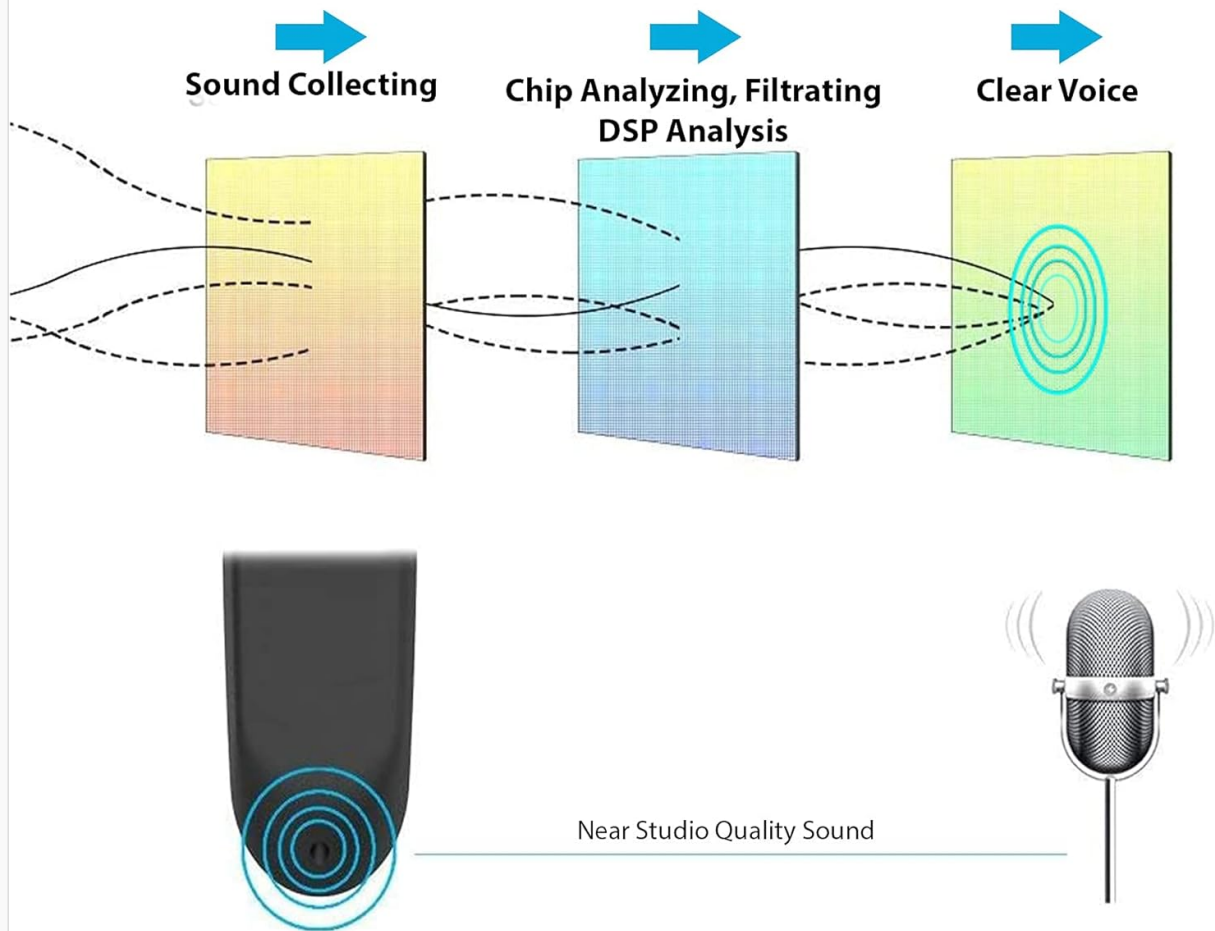 Sound Collecting
Chip Analyzing, Filtrating
DSP Analysis
Clear Voice
Near Studio Quality Sound